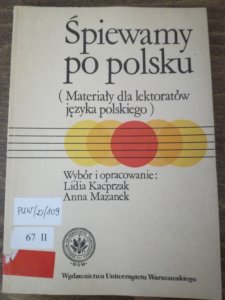 Śpiewamy
po polsku
(Materiały dla lektoratów
języka polskiego)
Wybór i opracowanie:
Lidia Kacprzak
Anna Mazanek
67 II
Wydawnictwa Uniwersytetu Warszawskiego